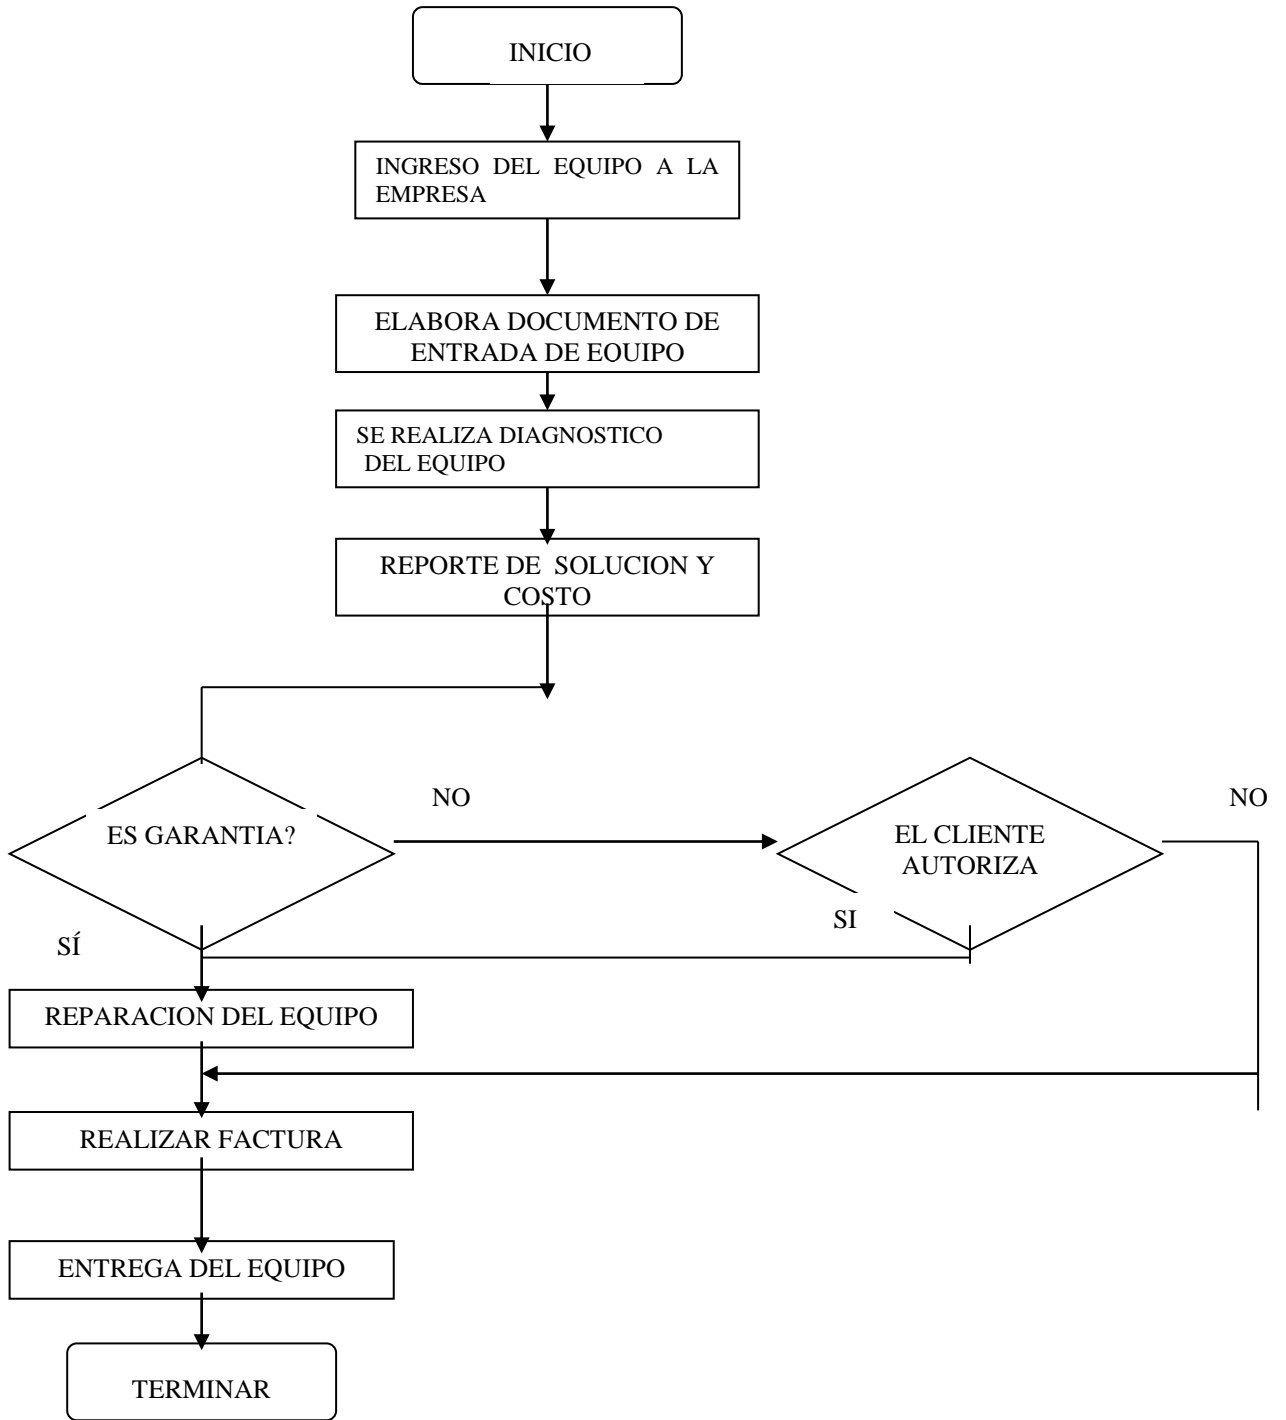 INICIO
INGRESO DEL EQUIPO A LA
EMPRESA
ELABORA DOCUMENTO DE
ENTRADA DE EQUIPO
SE REALIZA DIAGNOSTICO
DEL EQUIPO
REPORTE DE SOLUCION Y
COSTO
ES GARANTIA?
NO
EL CLIENTE
AUTORIZA
NO
SI
SÍ
REPARACION DEL EQUIPO
REALIZAR FACTURA
ENTREGA DEL EQUIPO
TERMINAR